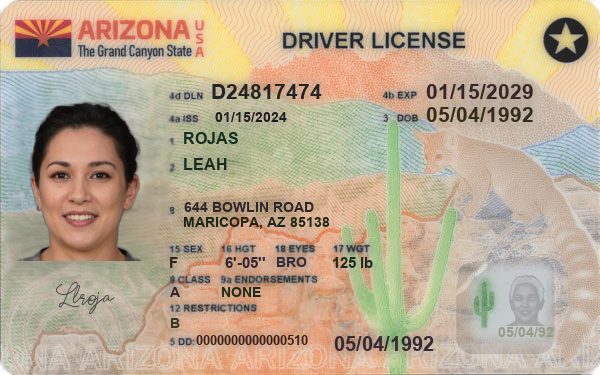 ARIZONA USA
The Grand Canyon State
DRIVER LICENSE
4d DLN D24817474
4b EXP 01/15/2029
4a ISS 01/15/2024
3 DOB 05/04/1992
1 ROJAS
2 LEAH
8 644 BOWLIN ROAD
MARICOPA, AZ 85138
15 SEX 16 HGT 18 EYES 17 WGT
F 6'-05" BRO 125 lb
9 CLASS 9a ENDORSEMENTS
A NONE
12 RESTRICTIONS
B
5 DD: 0000000000000510
05/04/1992
Llroja
05/04/92
NA ARIZONA ARIZONA ARIZONA ARIZONA